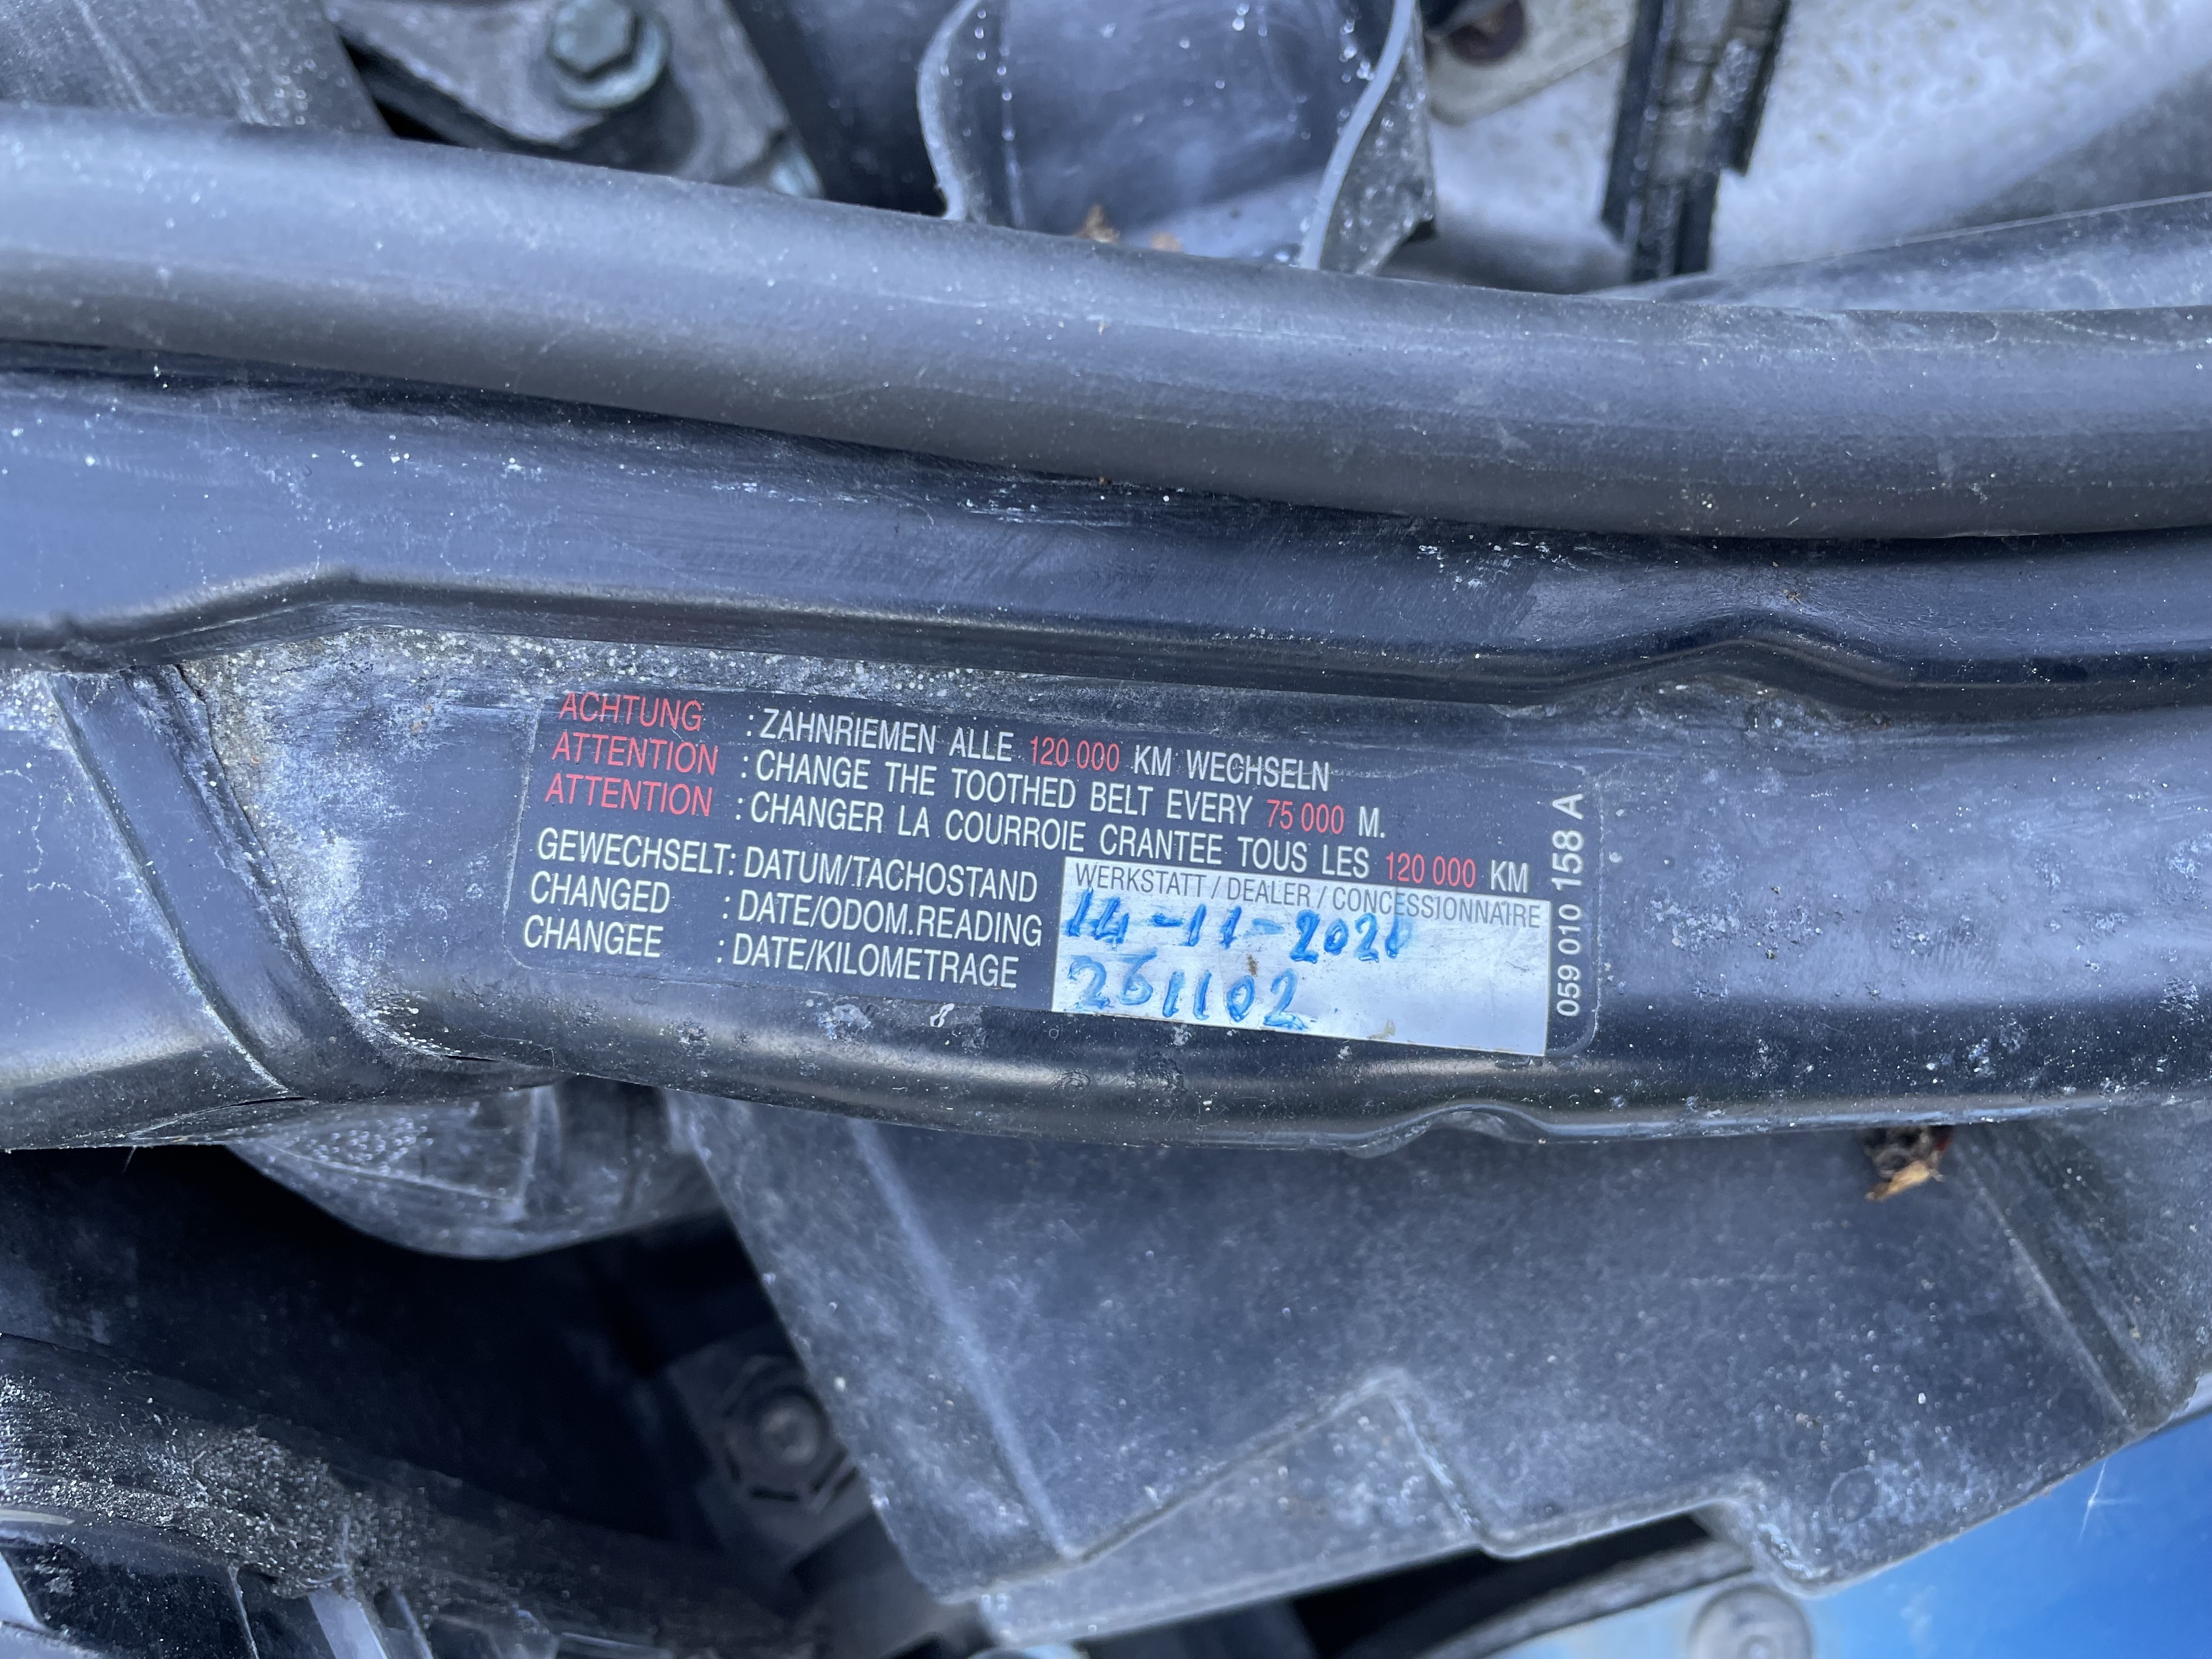 ACHTUNG : ZAHNRIEMEN ALLE 120 000 KM WECHSELN
ATTENTION : CHANGE THE TOOTHED BELT EVERY 75 000 M.
ATTENTION : CHANGER LA COURROIE CRANTEE TOUS LES 120 000 KM
GEWECHSELT: DATUM/TACHOSTAND
CHANGED : DATE/ODOM.READING
CHANGEE : DATE/KILOMETRAGE
WERKSTATT / DEALER / CONCESSIONNAIRE
14-11-2021
261102
059 010 158 A